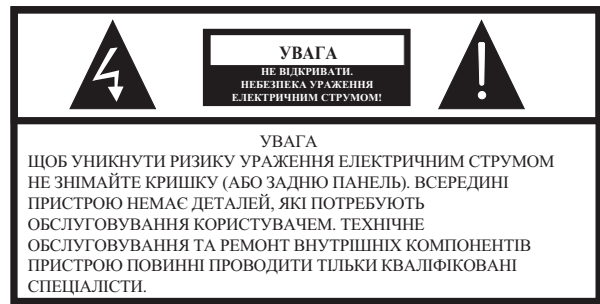 УВАГА
НЕ ВІДКРИВАТИ.
НЕБЕЗПЕКА УРАЖЕННЯ
ЕЛЕКТРИЧНИМ СТРУМОМ!
УВАГА
ЩОБ УНИКНУТИ РИЗИКУ УРАЖЕННЯ ЕЛЕКТРИЧНИМ СТРУМОМ
НЕ ЗНІМАЙТЕ КРИШКУ (АБО ЗАДНЮ ПАНЕЛЬ). ВСЕРЕДИНІ
ПРИСТРОЮ НЕМАЄ ДЕТАЛЕЙ, ЯКІ ПОТРЕБУЮТЬ
ОБСЛУГОВУВАННЯ КОРИСТУВАЧЕМ. ТЕХНІЧНЕ
ОБСЛУГОВУВАННЯ ТА РЕМОНТ ВНУТРІШНІХ КОМПОНЕНТІВ
ПРИСТРОЮ ПОВИННІ ПРОВОДИТИ ТІЛЬКИ КВАЛІФІКОВАНІ
СПЕЦІАЛІСТИ.